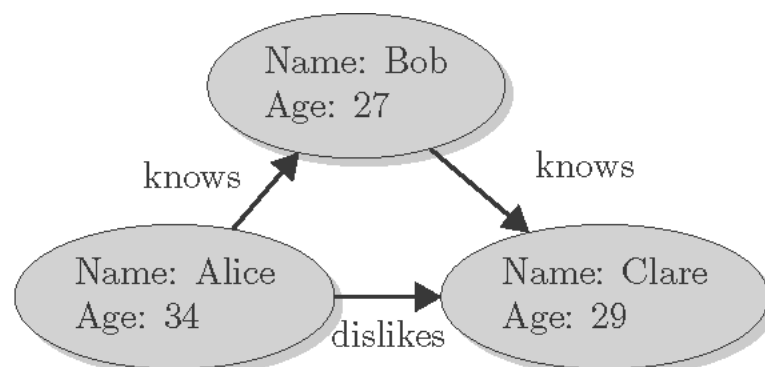 Name: Bob
Age: 27
knows
knows
Name: Alice
Age: 34
dislikes
Name: Clare
Age: 29